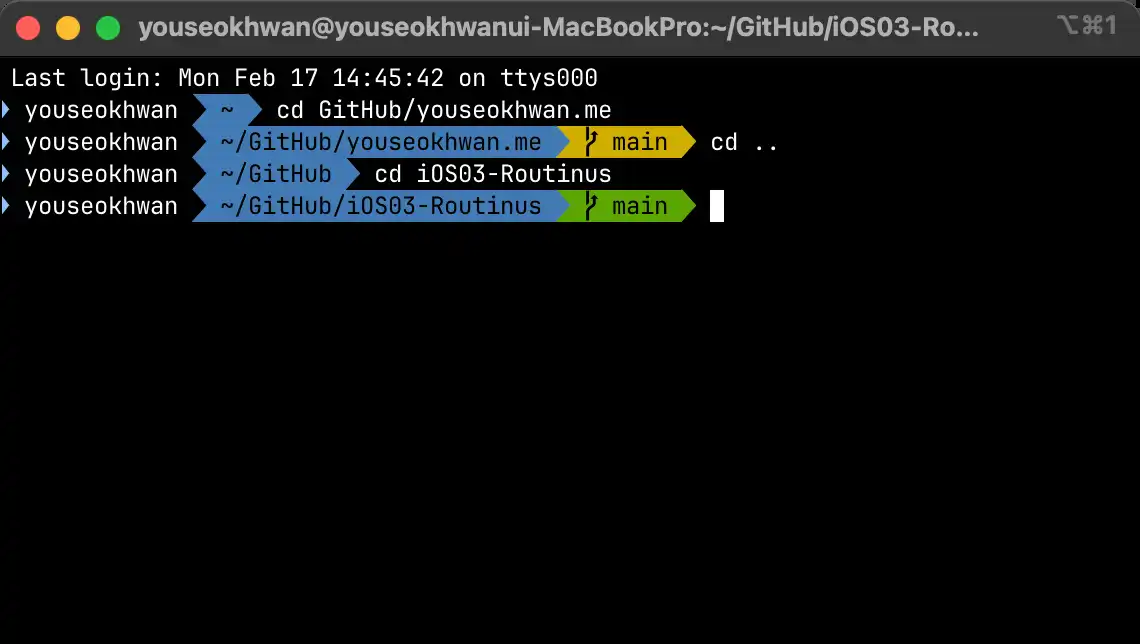 youseokhwan@youseokhwanui-MacBookPro:~/GitHub/iOS03-Ro... ⌥⌘1
Last login: Mon Feb 17 14:45:42 on ttys000
youseokhwan ~ cd GitHub/youseokhwan.me
youseokhwan ~/GitHub/youseokhwan.me main cd ..
youseokhwan ~/GitHub cd iOS03-Routinus
youseokhwan ~/GitHub/iOS03-Routinus main